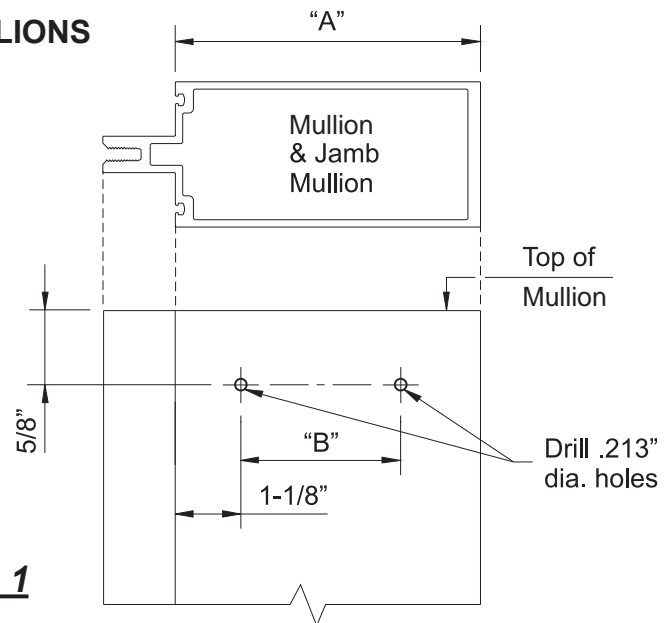 LIONS
“A”
Mullion
& Jamb
Mullion
Top of
Mullion
5/8”
“B”
1-1/8”
Drill .213”
dia. holes
1